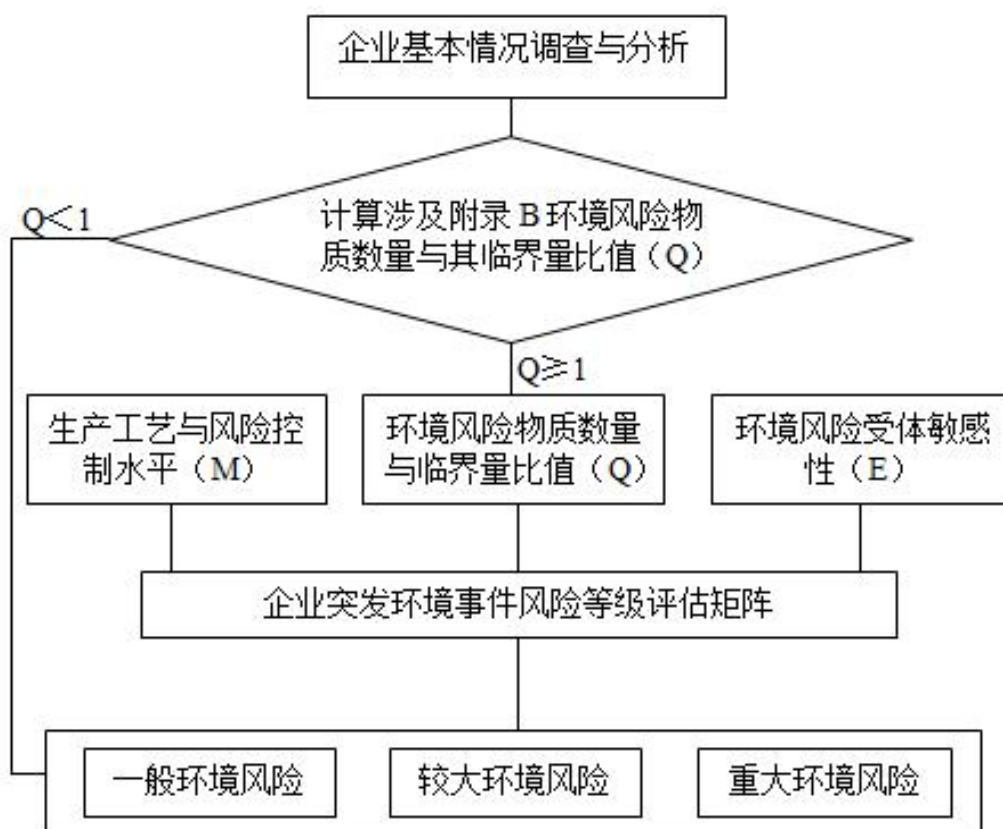 企业基本情况调查与分析
Q＜1
计算涉及附录 B 环境风险物
质数量与其临界量比值（Q）
Q≥1
生产工艺与风险控
制水平（M）
环境风险物质数量
与临界量比值（Q）
环境风险受体敏感
性（E）
企业突发环境事件风险等级评估矩阵
一般环境风险
较大环境风险
重大环境风险